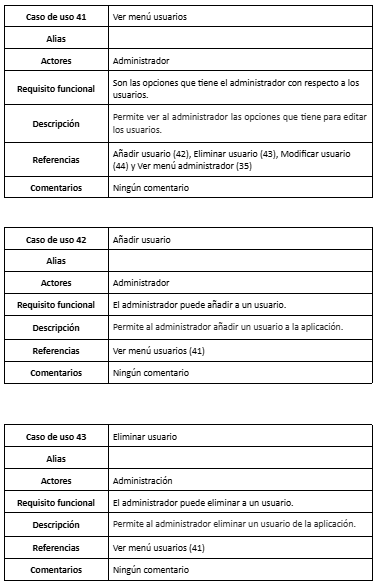 Caso de uso 41 Ver menú usuarios
Alias
Actores Administrador
Requisito funcional Son las opciones que tiene el administrador con respecto a los
usuarios.
Descripción Permite ver al administrador las opciones que tiene para editar
los usuarios.
Referencias Añadir usuario (42), Eliminar usuario (43), Modificar usuario
(44) y Ver menú administrador (35)
Comentarios Ningún comentario
Caso de uso 42 Añadir usuario
Alias
Actores Administrador
Requisito funcional El administrador puede añadir a un usuario.
Descripción Permite al administrador añadir un usuario a la aplicación.
Referencias Ver menú usuarios (41)
Comentarios Ningún comentario
Caso de uso 43 Eliminar usuario
Alias
Actores Administración
Requisito funcional El administrador puede eliminar a un usuario.
Descripción Permite al administrador eliminar un usuario de la aplicación.
Referencias Ver menú usuarios (41)
Comentarios Ningún comentario